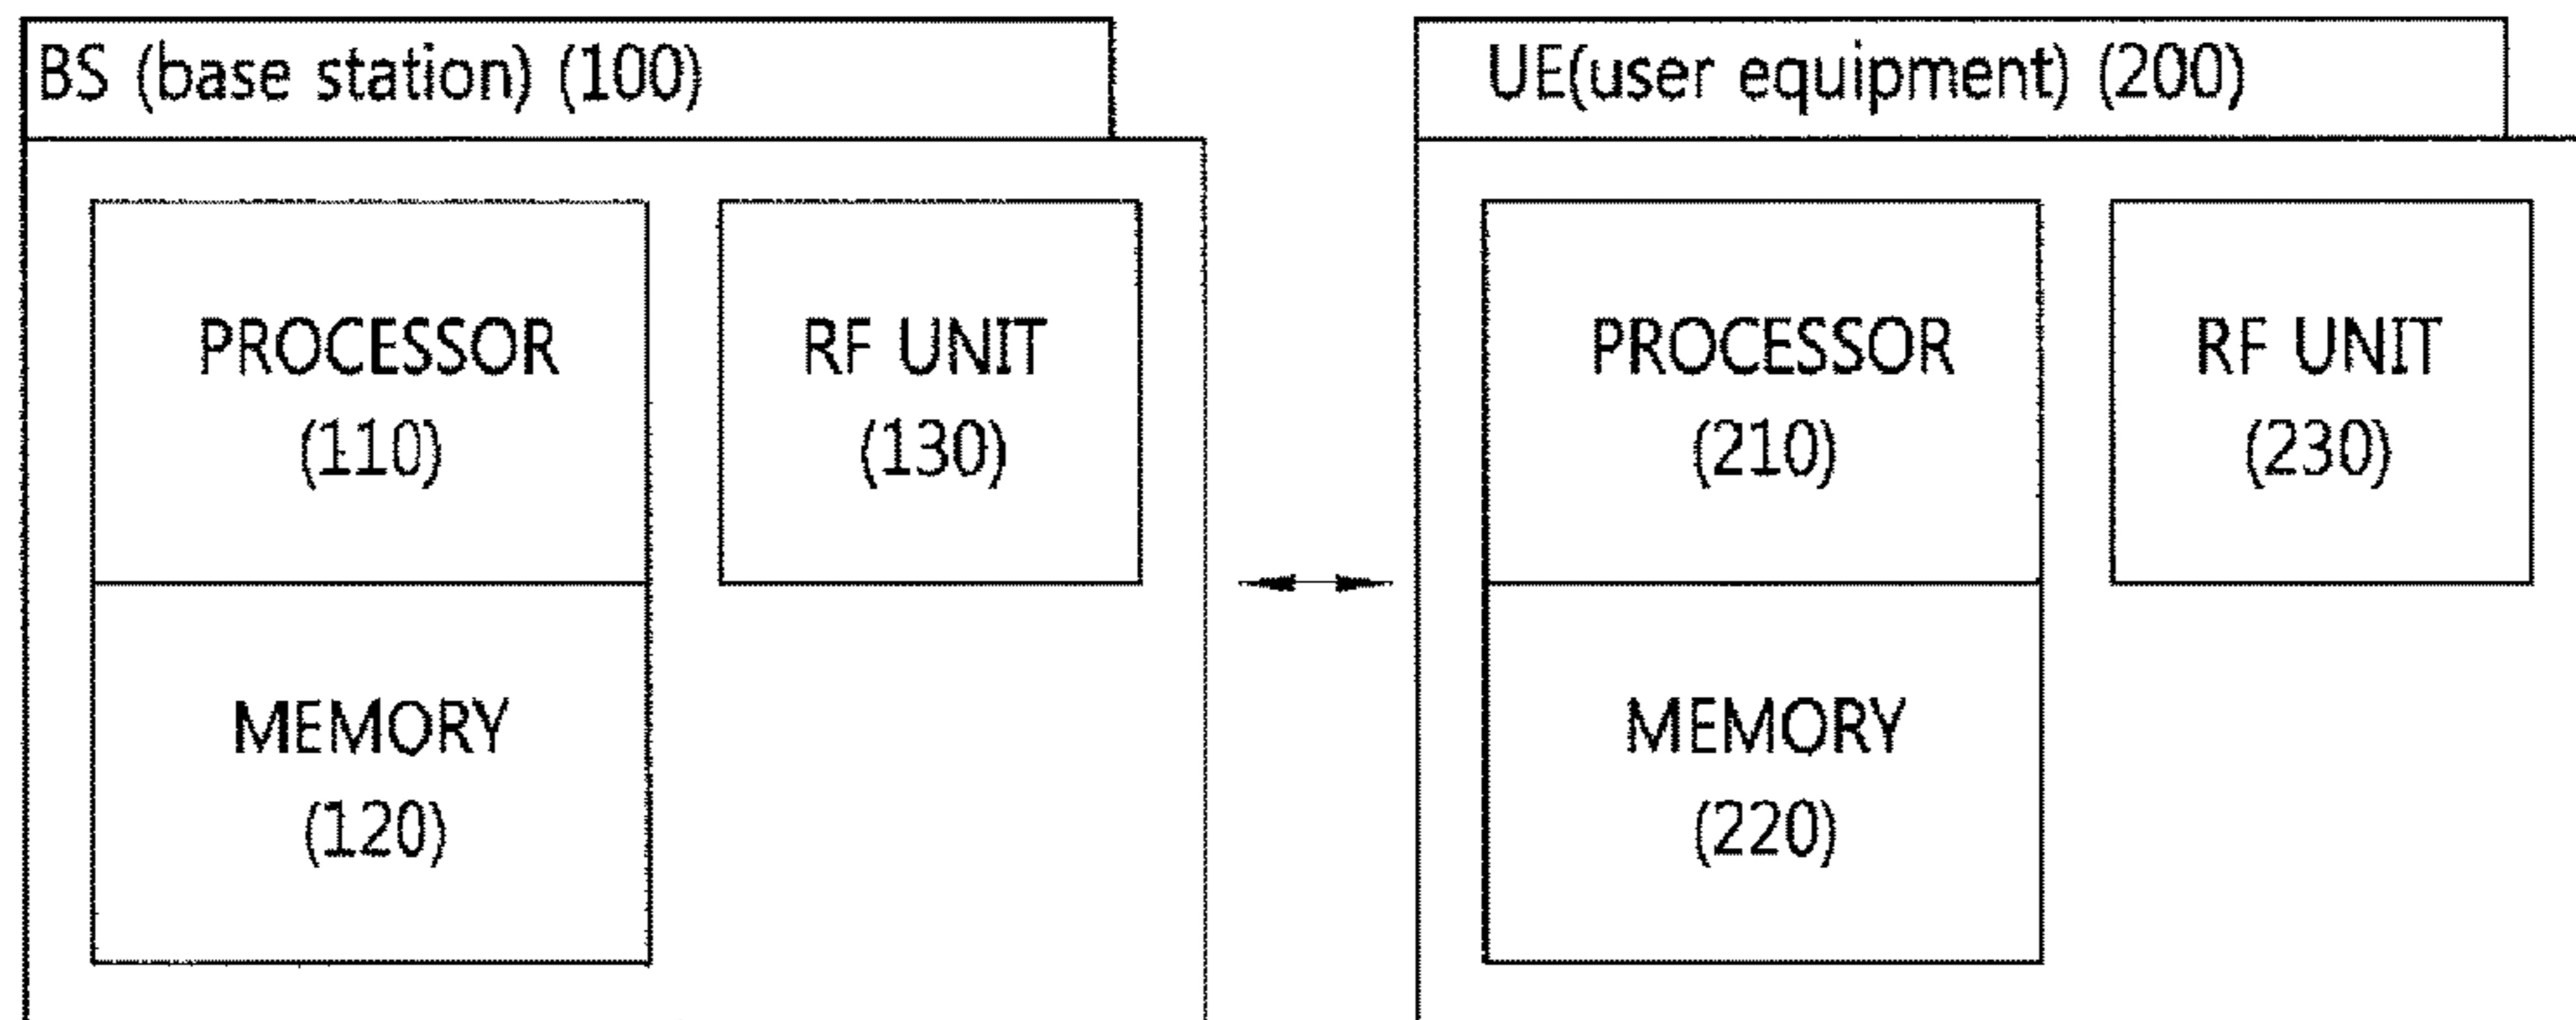 BS (base station) (100)
PROCESSOR
(110)
RF UNIT
(130)
MEMORY
(120)
UE(user equipment) (200)
PROCESSOR
(210)
RF UNIT
(230)
MEMORY
(220)